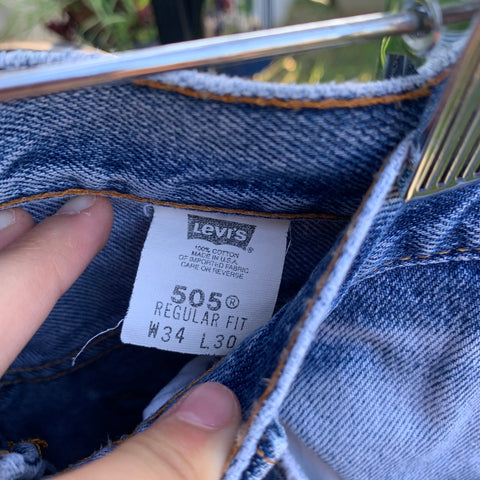 Levi's ®
100% COTTON
MADE IN U.S.A.
OF IMPORTED FABRIC
CARE ON REVERSE
505®
REGULAR FIT
W34 L30